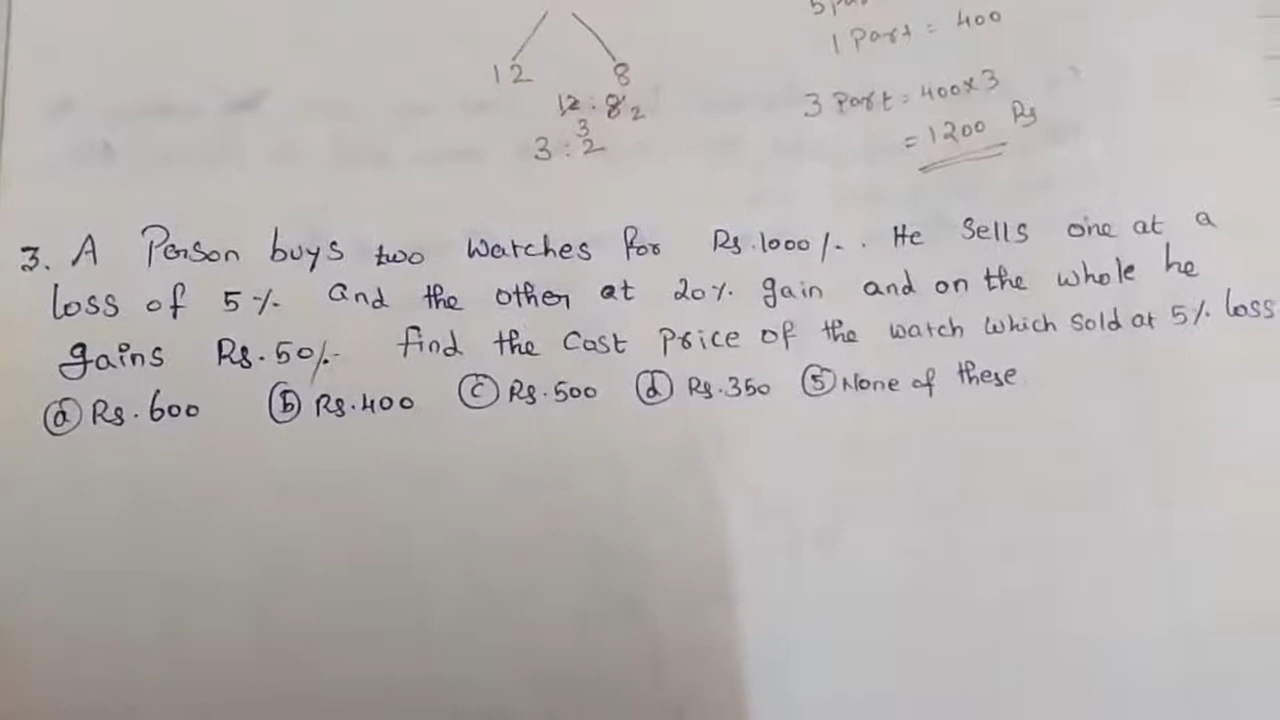 1 Part = 400
12 8
12 : 8 2
3
3 : 2
3 Part = 400x3
= 1200 Rs
3. A Person buys two watches for Rs.1000/-. He sells one at a
loss of 5% and the other at 20% gain and on the whole he
gains Rs.50/- find the cost price of the watch which sold at 5% loss
ⓐ Rs.600 ⓑ Rs.400 ⓒ Rs.500 ⓓ Rs.350 ⑤ None of these